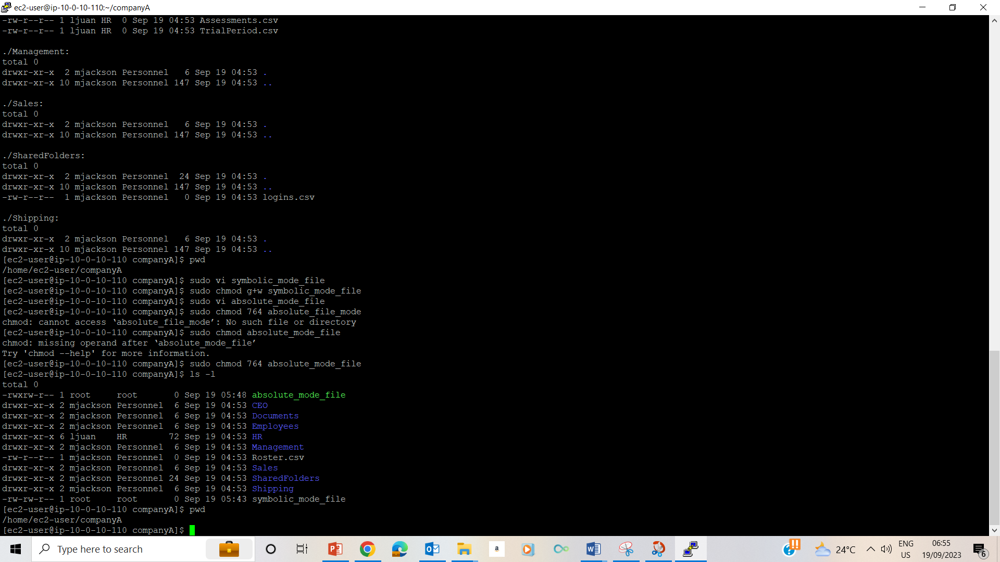 ec2-user@ip-10-0-10-110:~/companyA
-rw-r--r-- 1 ljuan HR  0 Sep 19 04:53 Assessments.csv
-rw-r--r-- 1 ljuan HR  0 Sep 19 04:53 TrialPeriod.csv

./Management:
total 0
drwxr-xr-x  2 mjackson Personnel   6 Sep 19 04:53 .
drwxr-xr-x 10 mjackson Personnel 147 Sep 19 04:53 ..

./Sales:
total 0
drwxr-xr-x  2 mjackson Personnel   6 Sep 19 04:53 .
drwxr-xr-x 10 mjackson Personnel 147 Sep 19 04:53 ..

./SharedFolders:
total 0
drwxr-xr-x  2 mjackson Personnel  24 Sep 19 04:53 .
drwxr-xr-x 10 mjackson Personnel 147 Sep 19 04:53 ..
-rw-r--r--  1 mjackson Personnel   0 Sep 19 04:53 logins.csv

./Shipping:
total 0
drwxr-xr-x  2 mjackson Personnel   6 Sep 19 04:53 .
drwxr-xr-x 10 mjackson Personnel 147 Sep 19 04:53 ..
[ec2-user@ip-10-0-10-110 companyA]$ pwd
/home/ec2-user/companyA
[ec2-user@ip-10-0-10-110 companyA]$ sudo vi symbolic_mode_file
[ec2-user@ip-10-0-10-110 companyA]$ sudo chmod g+w symbolic_mode_file
[ec2-user@ip-10-0-10-110 companyA]$ sudo vi absolute_mode_file
[ec2-user@ip-10-0-10-110 companyA]$ sudo chmod 764 absolute_file_mode
chmod: cannot access ‘absolute_file_mode’: No such file or directory
[ec2-user@ip-10-0-10-110 companyA]$ sudo chmod absolute_mode_file
chmod: missing operand after ‘absolute_mode_file’
Try 'chmod --help' for more information.
[ec2-user@ip-10-0-10-110 companyA]$ sudo chmod 764 absolute_mode_file
[ec2-user@ip-10-0-10-110 companyA]$ ls -l
total 0
-rwxrw-r-- 1 root     root       0 Sep 19 05:48 absolute_mode_file
drwxr-xr-x 2 mjackson Personnel  6 Sep 19 04:53 CEO
drwxr-xr-x 2 mjackson Personnel  6 Sep 19 04:53 Documents
drwxr-xr-x 2 mjackson Personnel  6 Sep 19 04:53 Employees
drwxr-xr-x 6 ljuan    HR        72 Sep 19 04:53 HR
drwxr-xr-x 2 mjackson Personnel  6 Sep 19 04:53 Management
-rw-r--r-- 1 mjackson Personnel  0 Sep 19 04:53 Roster.csv
drwxr-xr-x 2 mjackson Personnel  6 Sep 19 04:53 Sales
drwxr-xr-x 2 mjackson Personnel 24 Sep 19 04:53 SharedFolders
drwxr-xr-x 2 mjackson Personnel  6 Sep 19 04:53 Shipping
-rw-rw-r-- 1 root     root       0 Sep 19 05:43 symbolic_mode_file
[ec2-user@ip-10-0-10-110 companyA]$ pwd
/home/ec2-user/companyA
[ec2-user@ip-10-0-10-110 companyA]$
Type here to search
a
24°C
ENG
US
06:55
19/09/2023
6